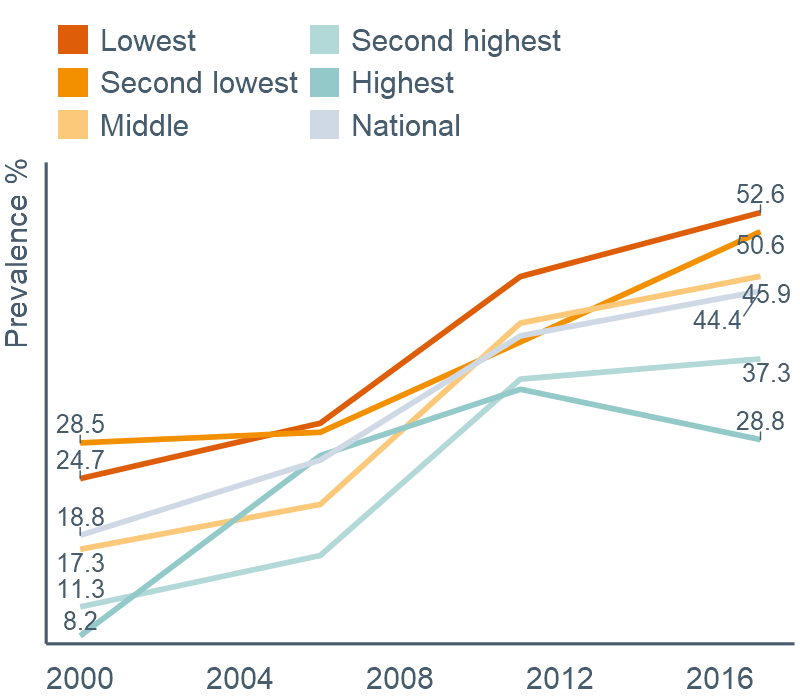 Lowest
Second lowest
Middle
Second highest
Highest
National
Prevalence %
28.5
24.7
18.8
17.3
11.3
8.2
52.6
50.6
45.9
44.4
37.3
28.8
2000 2004 2008 2012 2016